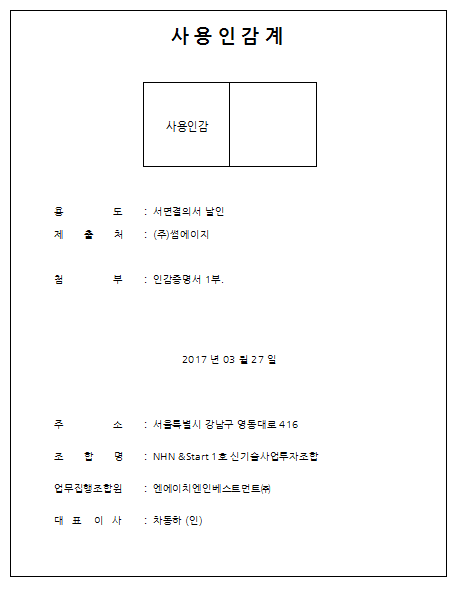 사 용 인 감 계
사용인감
용 도 : 서면결의서 날인
제 출 처 : (주)썸에이지
첨 부 : 인감증명서 1부.
2017 년 03 월 27 일
주 소 : 서울특별시 강남구 영동대로 416
조 합 명 : NHN &Start 1호 신기술사업투자조합
업무집행조합원 : 엔에이치엔인베스트먼트㈜
대 표 이 사 : 차동하 (인)